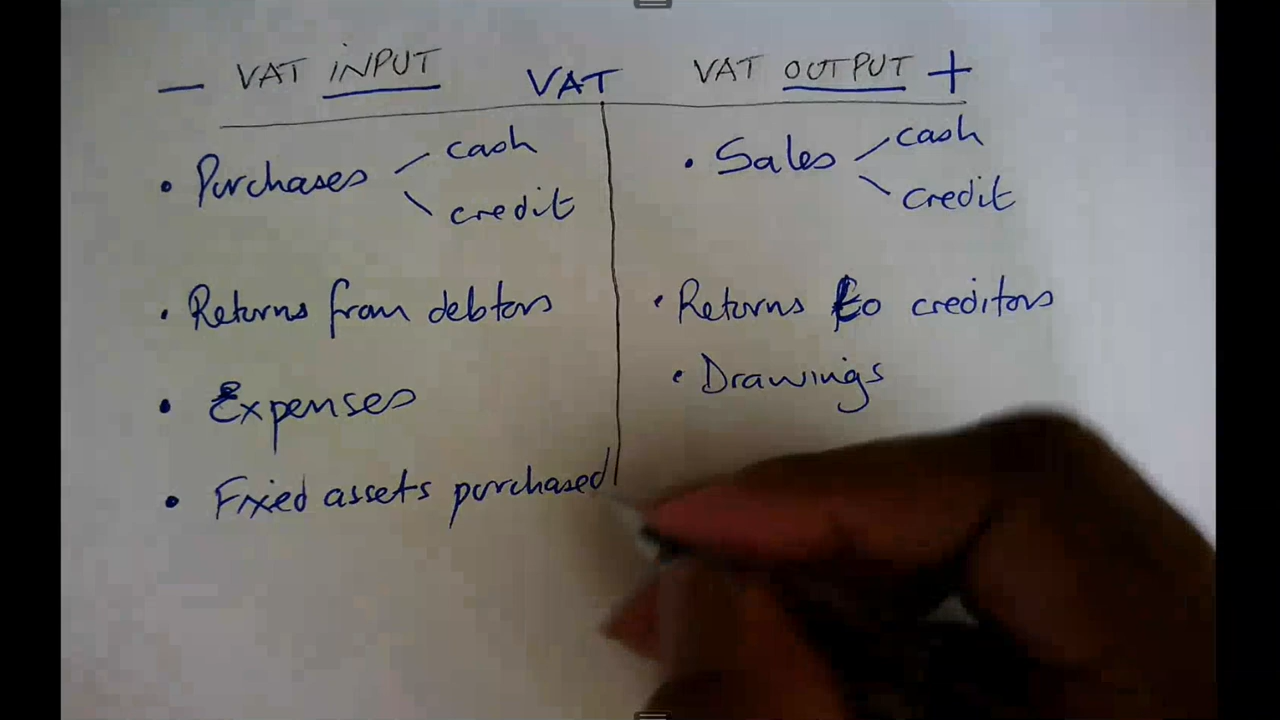 − VAT INPUT VAT VAT OUTPUT +
• Purchases cash
credit
• Sales cash
credit
• Returns from debtors
• Returns to creditors
• Expenses
• Drawings
• Fixed assets purchased